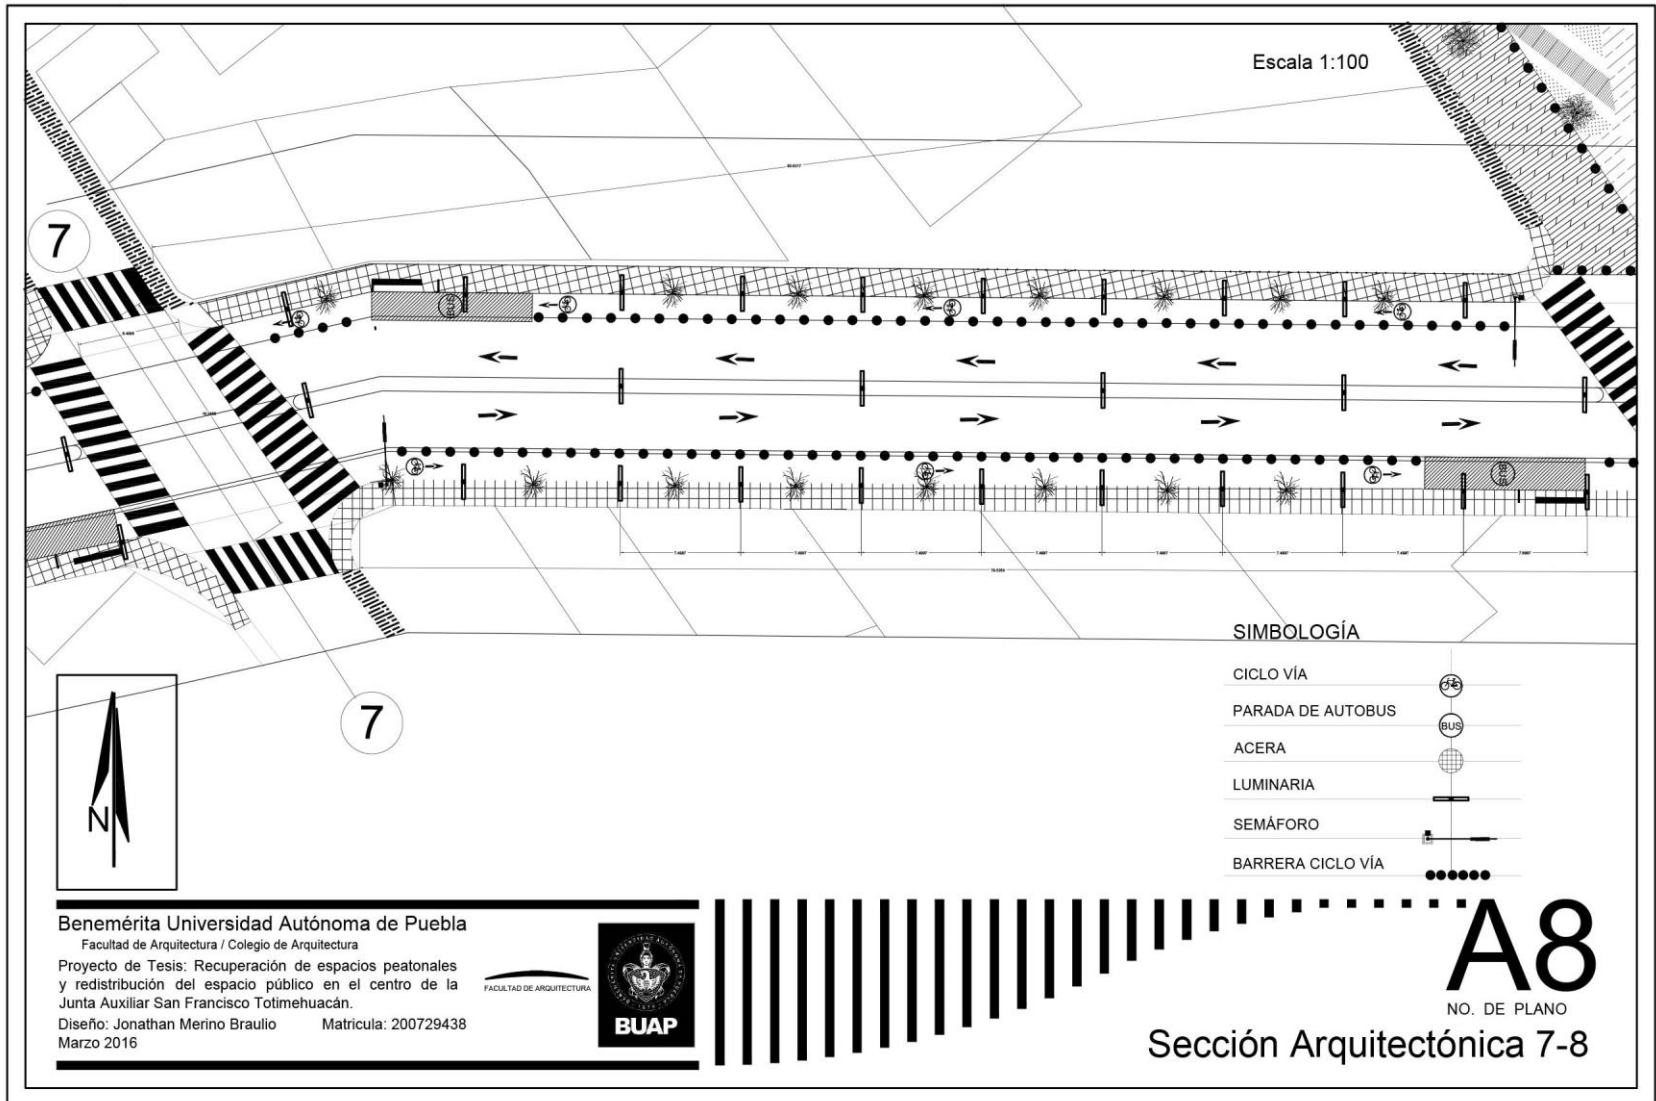 Escala 1:100
7
BUS
BUS
7
SIMBOLOGÍA
CICLO VÍA
PARADA DE AUTOBUS
BUS
ACERA
LUMINARIA
SEMÁFORO
BARRERA CICLO VÍA
N
Benemérita Universidad Autónoma de Puebla
Facultad de Arquitectura / Colegio de Arquitectura
Proyecto de Tesis: Recuperación de espacios peatonales
y redistribución del espacio público en el centro de la
Junta Auxiliar San Francisco Totimehuacán.
Diseño: Jonathan Merino Braulio Matricula: 200729438
Marzo 2016
FACULTAD DE ARQUITECTURA
BUAP
A8
NO. DE PLANO
Sección Arquitectónica 7-8